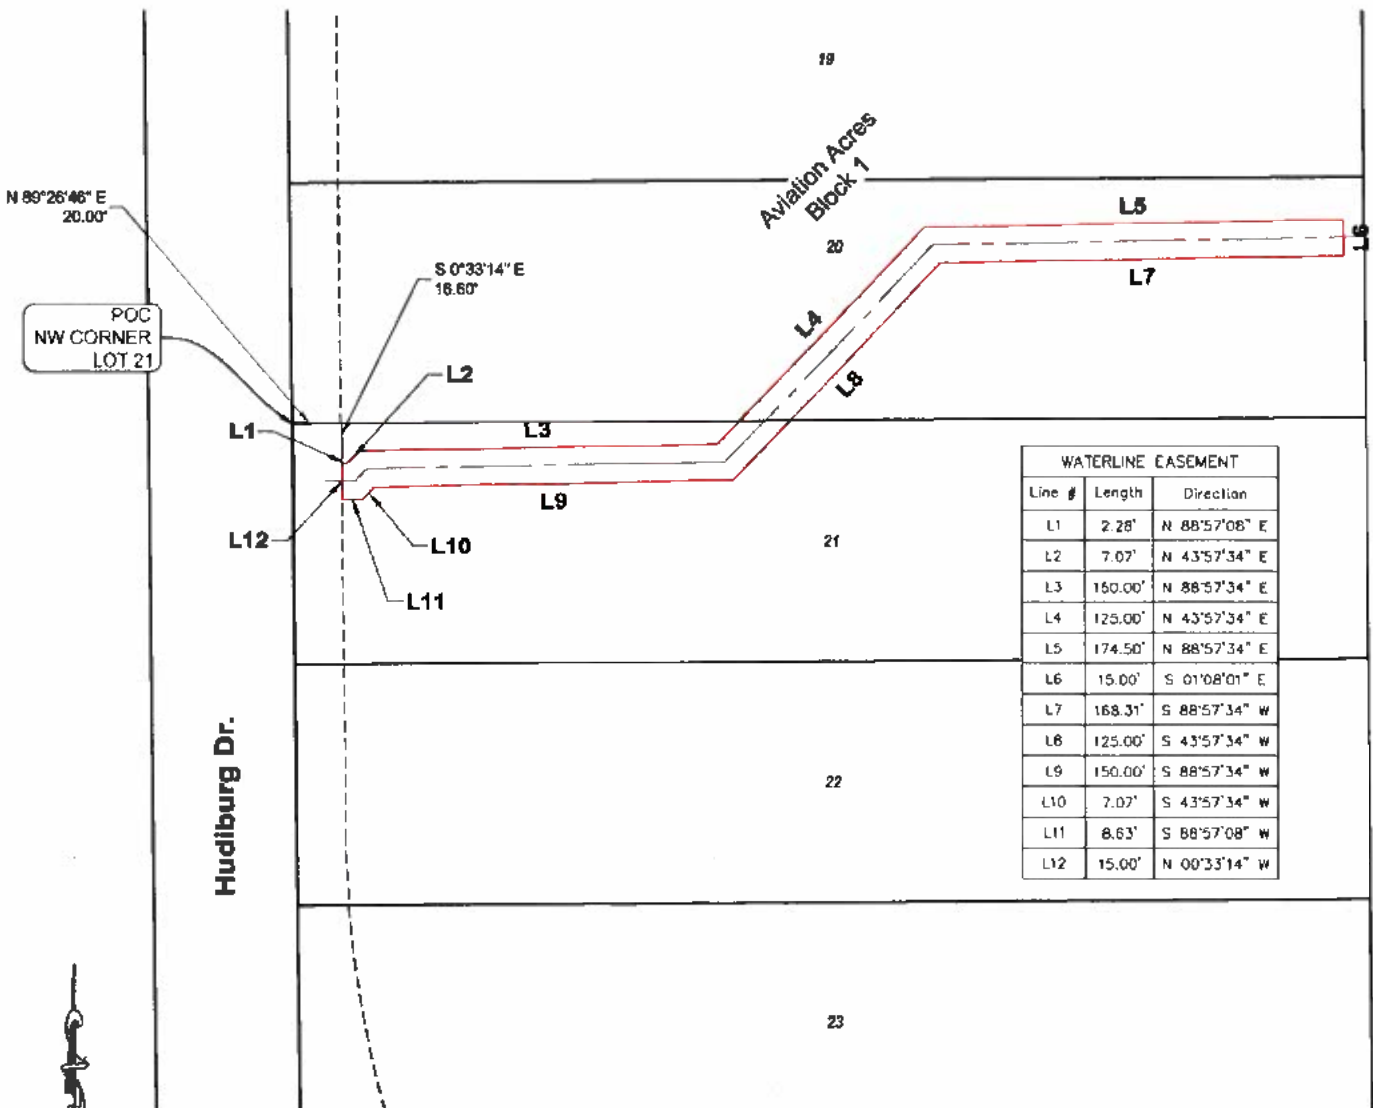 19
Aviation Acres
Block 1
N 89°26'46" E
20.00'
L5
20
L6
S 0°33'14" E
16.60'
L7
POC
NW CORNER
LOT 21
L4
L2
L8
L1
L3
L9
L12
L10
21
L11
WATERLINE EASEMENT
Line # Length Direction
L1 2.28' N 88°57'08" E
L2 7.07' N 43°57'34" E
L3 150.00' N 88°57'34" E
L4 125.00' N 43°57'34" E
L5 174.50' N 88°57'34" E
L6 15.00' S 01°08'01" E
L7 168.31' S 88°57'34" W
L8 125.00' S 43°57'34" W
L9 150.00' S 88°57'34" W
L10 7.07' S 43°57'34" W
L11 8.63' S 88°57'08" W
L12 15.00' N 00°33'14" W
Hudiburg Dr.
22
23